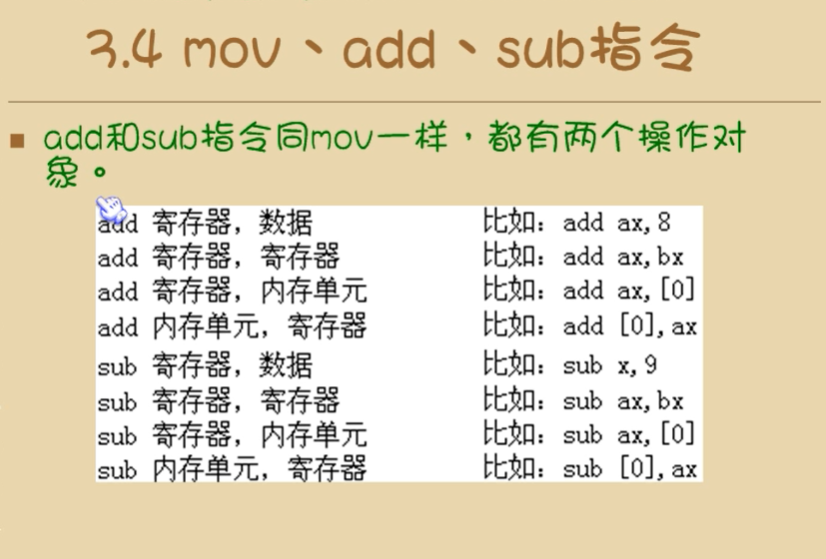 3.4 mov、add、sub指令
add和sub指令同mov一样，都有两个操作对
象。
add 寄存器，数据 比如：add ax,8
add 寄存器，寄存器 比如：add ax,bx
add 寄存器，内存单元 比如：add ax,[0]
add 内存单元，寄存器 比如：add [0],ax
sub 寄存器，数据 比如：sub x,9
sub 寄存器，寄存器 比如：sub ax,bx
sub 寄存器，内存单元 比如：sub ax,[0]
sub 内存单元，寄存器 比如：sub [0],ax